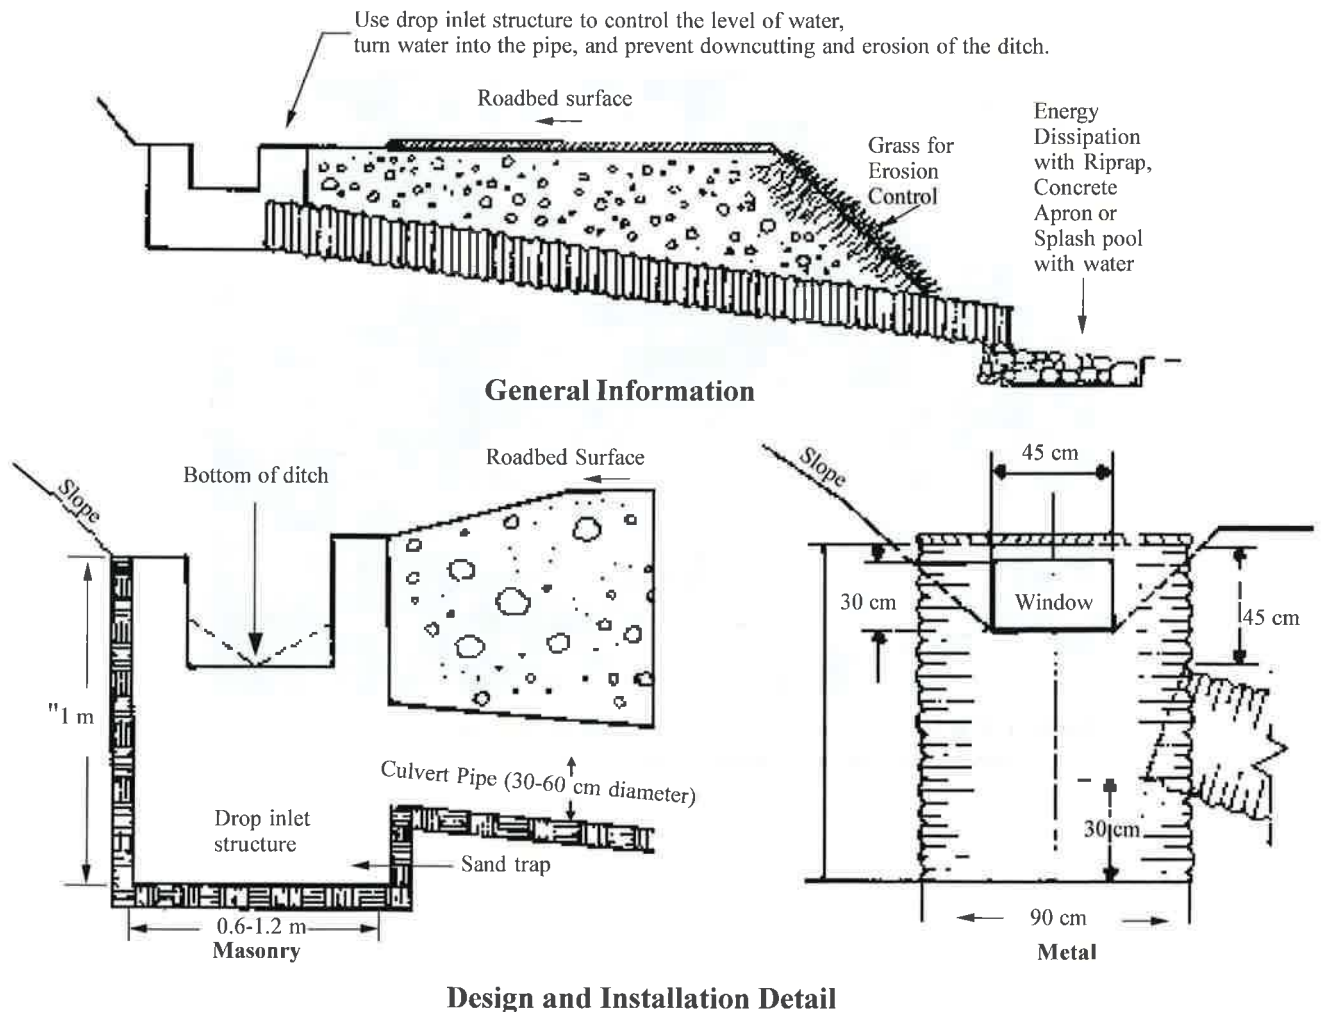 Use drop inlet structure to control the level of water,
turn water into the pipe, and prevent downcutting and erosion of the ditch.
Roadbed surface
Grass for
Erosion
Control
Energy
Dissipation
with Riprap,
Concrete
Apron or
Splash pool
with water
General Information
Slope
Bottom of ditch
Roadbed Surface
"1 m
Culvert Pipe (30-60 cm diameter)
Drop inlet
structure
Sand trap
0.6-1.2 m
Masonry
Slope
45 cm
30 cm
Window
45 cm
30 cm
90 cm
Metal
Design and Installation Detail